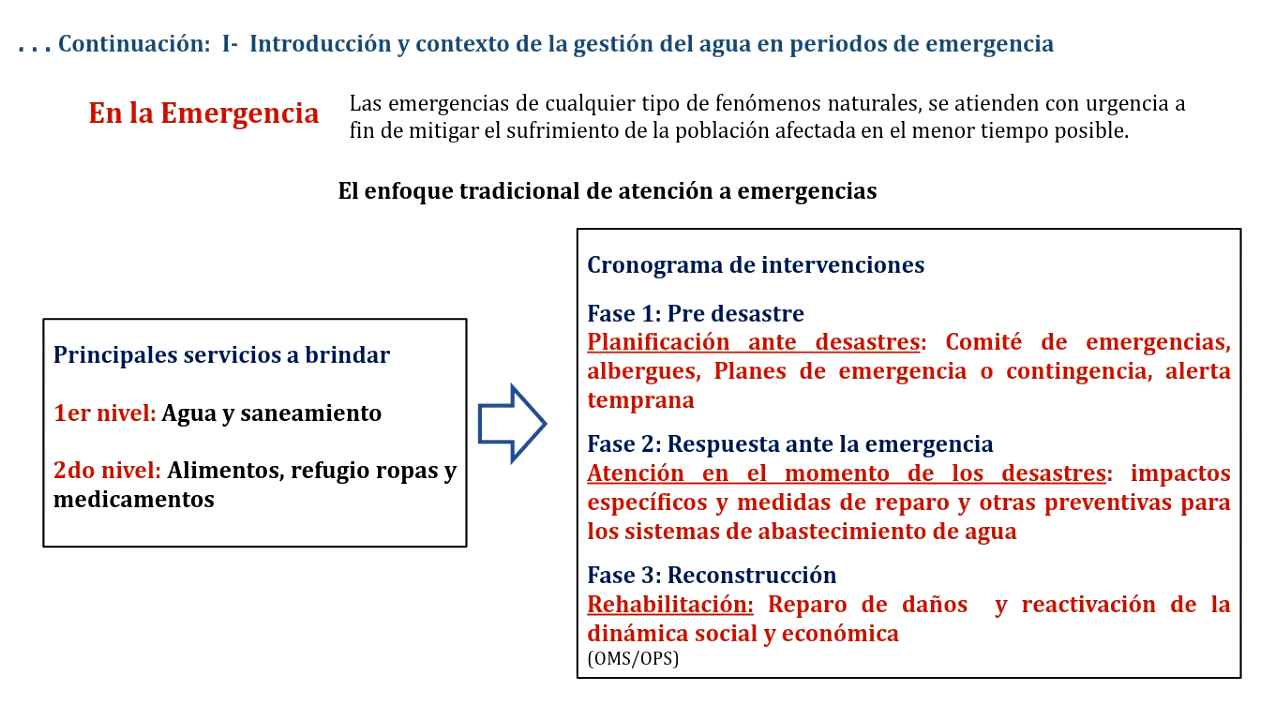 . . . Continuación: I- Introducción y contexto de la gestión del agua en periodos de emergencia
En la Emergencia
Las emergencias de cualquier tipo de fenómenos naturales, se atienden con urgencia a
fin de mitigar el sufrimiento de la población afectada en el menor tiempo posible.
El enfoque tradicional de atención a emergencias
Principales servicios a brindar
1er nivel: Agua y saneamiento
2do nivel: Alimentos, refugio ropas y
medicamentos
Cronograma de intervenciones
Fase 1: Pre desastre
Planificación ante desastres: Comité de emergencias,
albergues, Planes de emergencia o contingencia, alerta
temprana
Fase 2: Respuesta ante la emergencia
Atención en el momento de los desastres: impactos
específicos y medidas de reparo y otras preventivas para
los sistemas de abastecimiento de agua
Fase 3: Reconstrucción
Rehabilitación: Reparo de daños y reactivación de la
dinámica social y económica
(OMS/OPS)